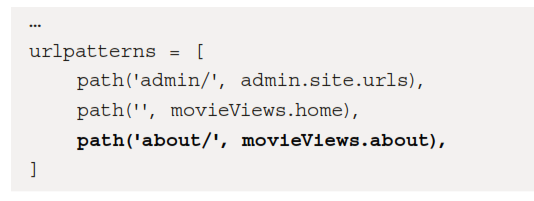 …
urlpatterns = [
    path('admin/', admin.site.urls),
    path('', movieViews.home),
    path('about/', movieViews.about),
]